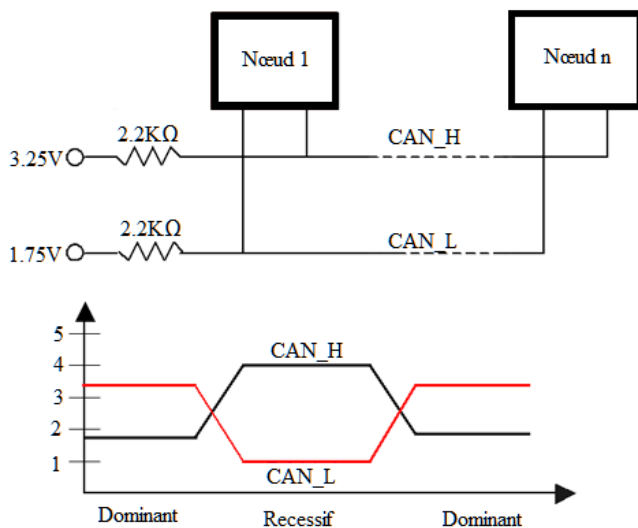 Nœud 1
Nœud n
2.2KΩ
CAN_H
3.25V
2.2KΩ
CAN_L
1.75V
5
4
3
2
1
CAN_H
CAN_L
Dominant
Recessif
Dominant